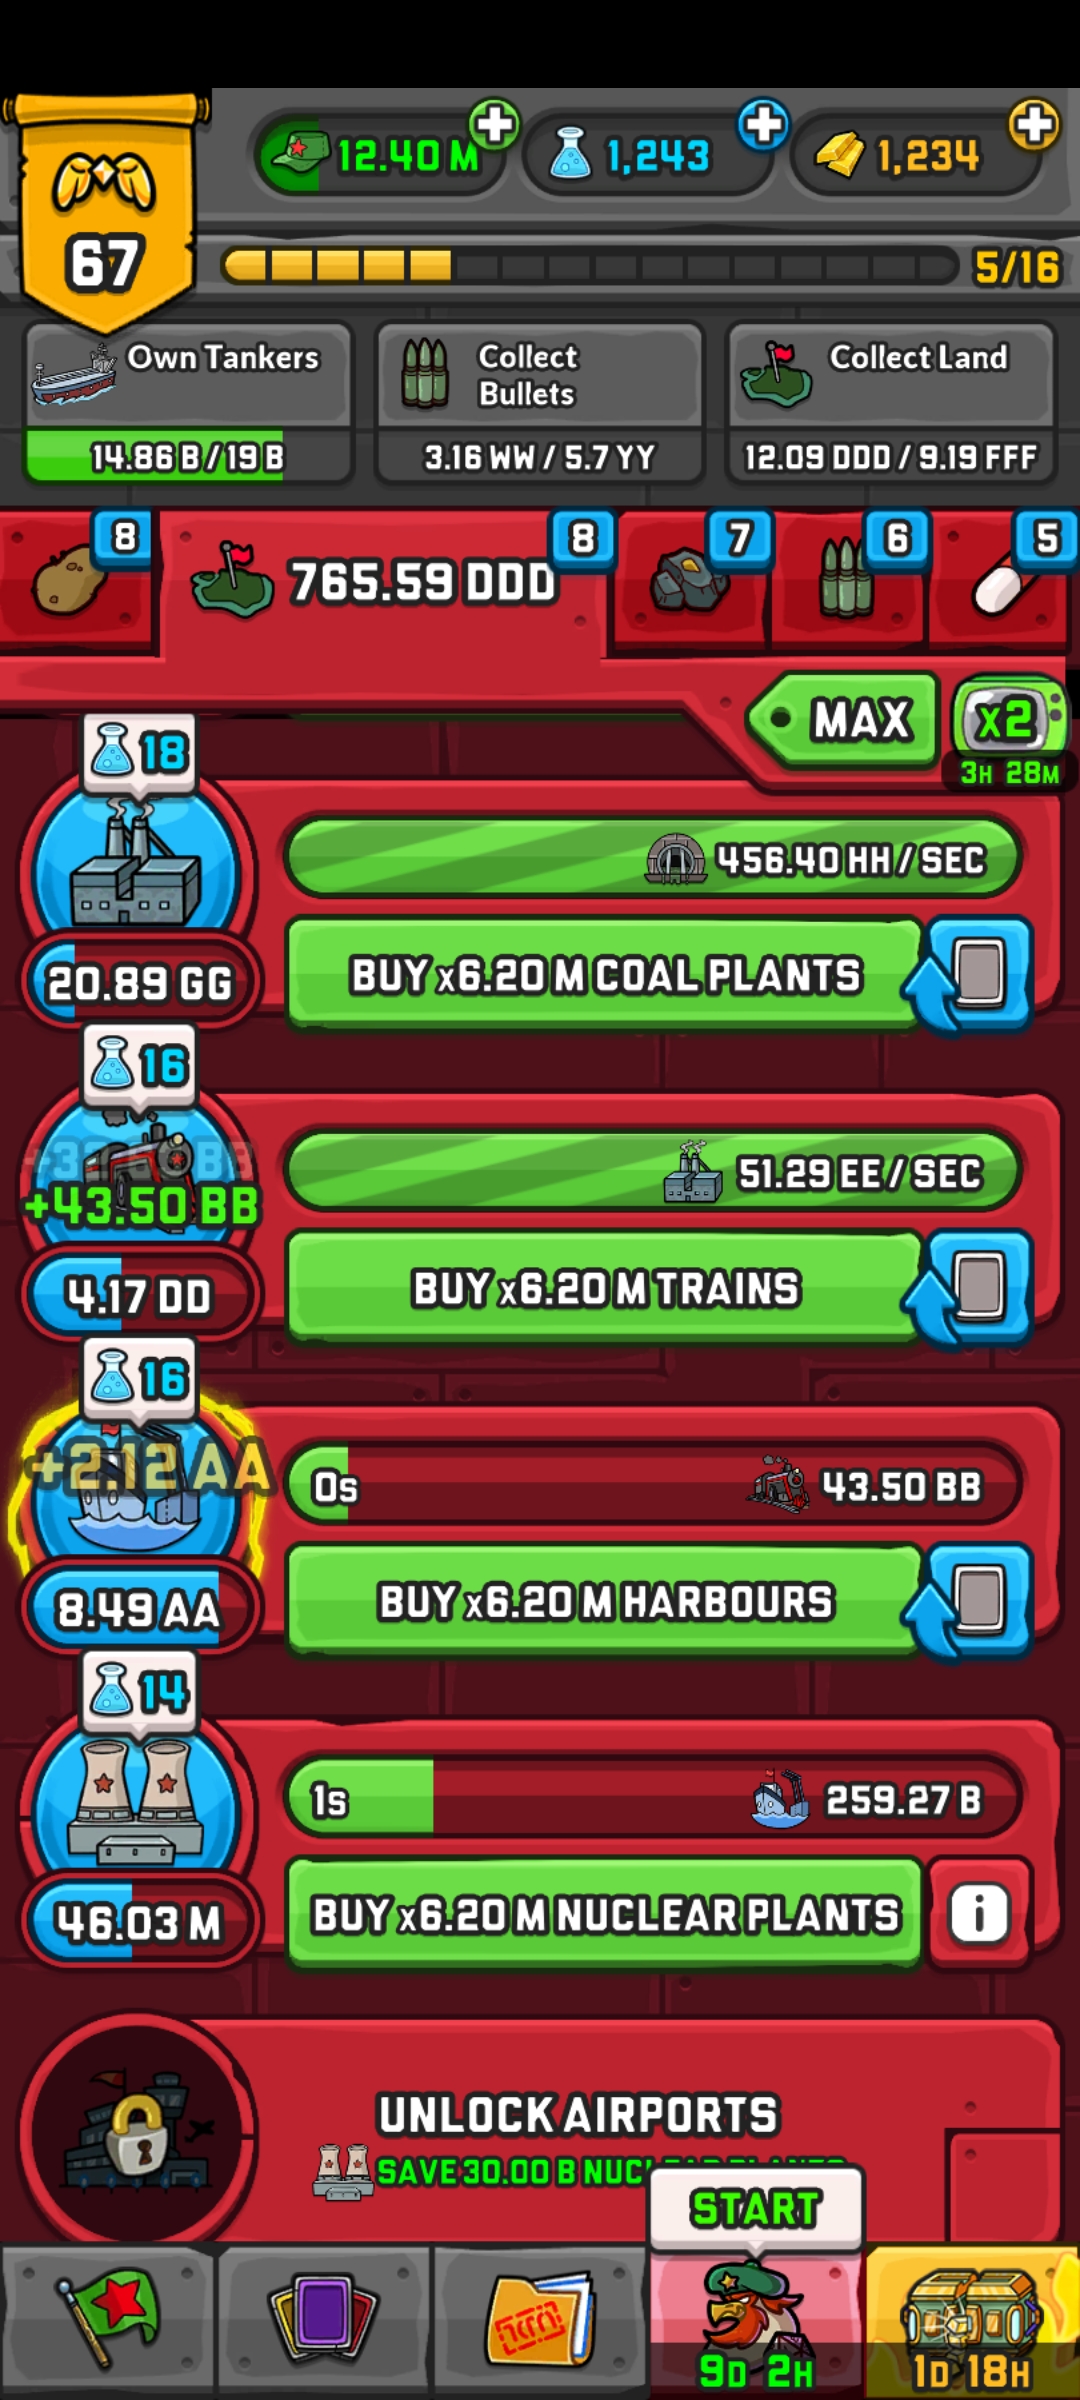 12.40 M
1,243
1,234
67
5/16
Own Tankers
14.86 B / 19 B
Collect
Bullets
3.16 WW / 5.7 YY
Collect Land
12.09 DDD / 9.19 FFF
8
765.59 DDD
8
7
6
5
MAX
x2
3H 28M
18
456.40 HH / SEC
20.89 GG
BUY x6.20 M COAL PLANTS
16
51.29 EE / SEC
+43.50 BB
4.17 DD
BUY x6.20 M TRAINS
16
+2.12 AA
0s
43.50 BB
8.49 AA
BUY x6.20 M HARBOURS
14
1s
259.27 B
46.03 M
BUY x6.20 M NUCLEAR PLANTS
i
UNLOCK AIRPORTS
SAVE 30.00 B
START
9D 2H
1D 18H